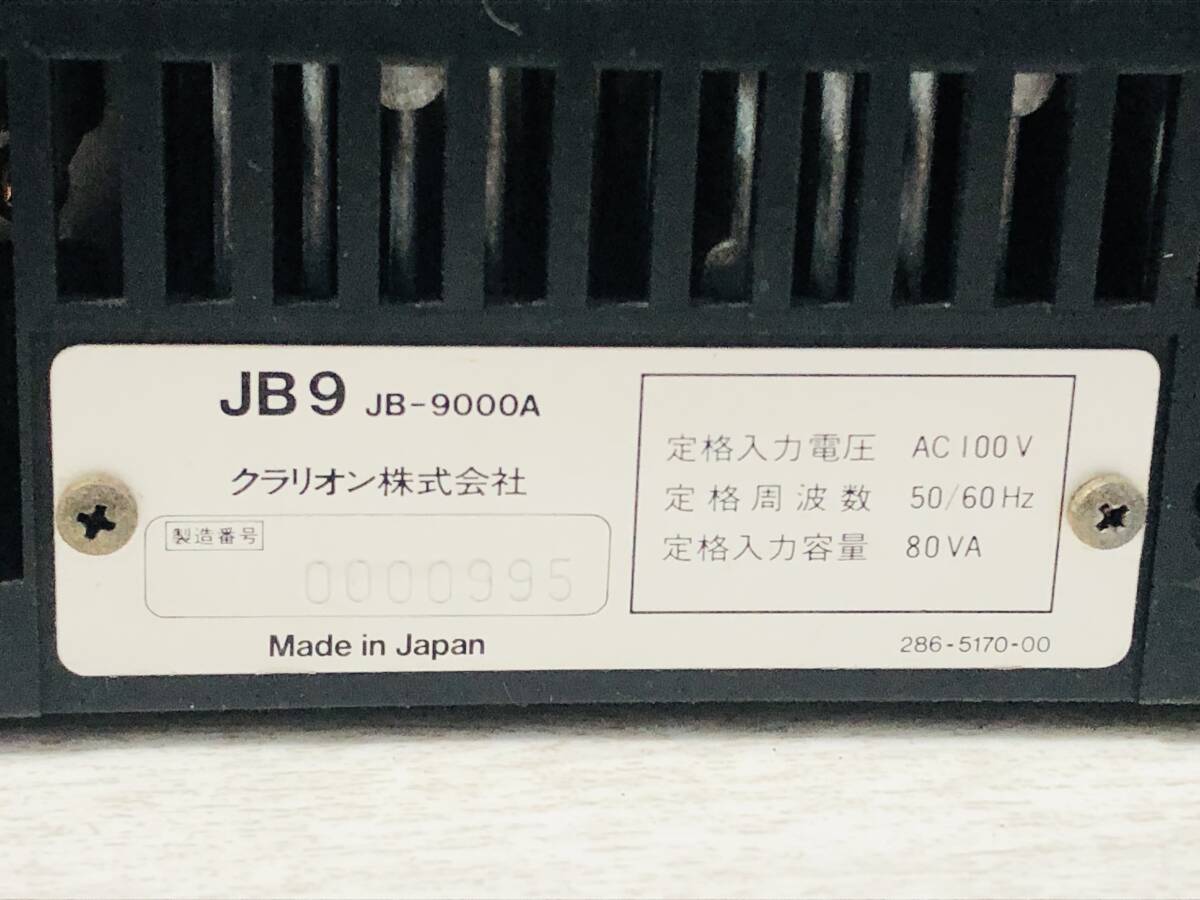 JB9 JB-9000A
クラリオン株式会社
製造番号
0000995
Made in Japan
定格入力電圧 AC100V
定格周波数 50/60Hz
定格入力容量 80VA
286-5170-00